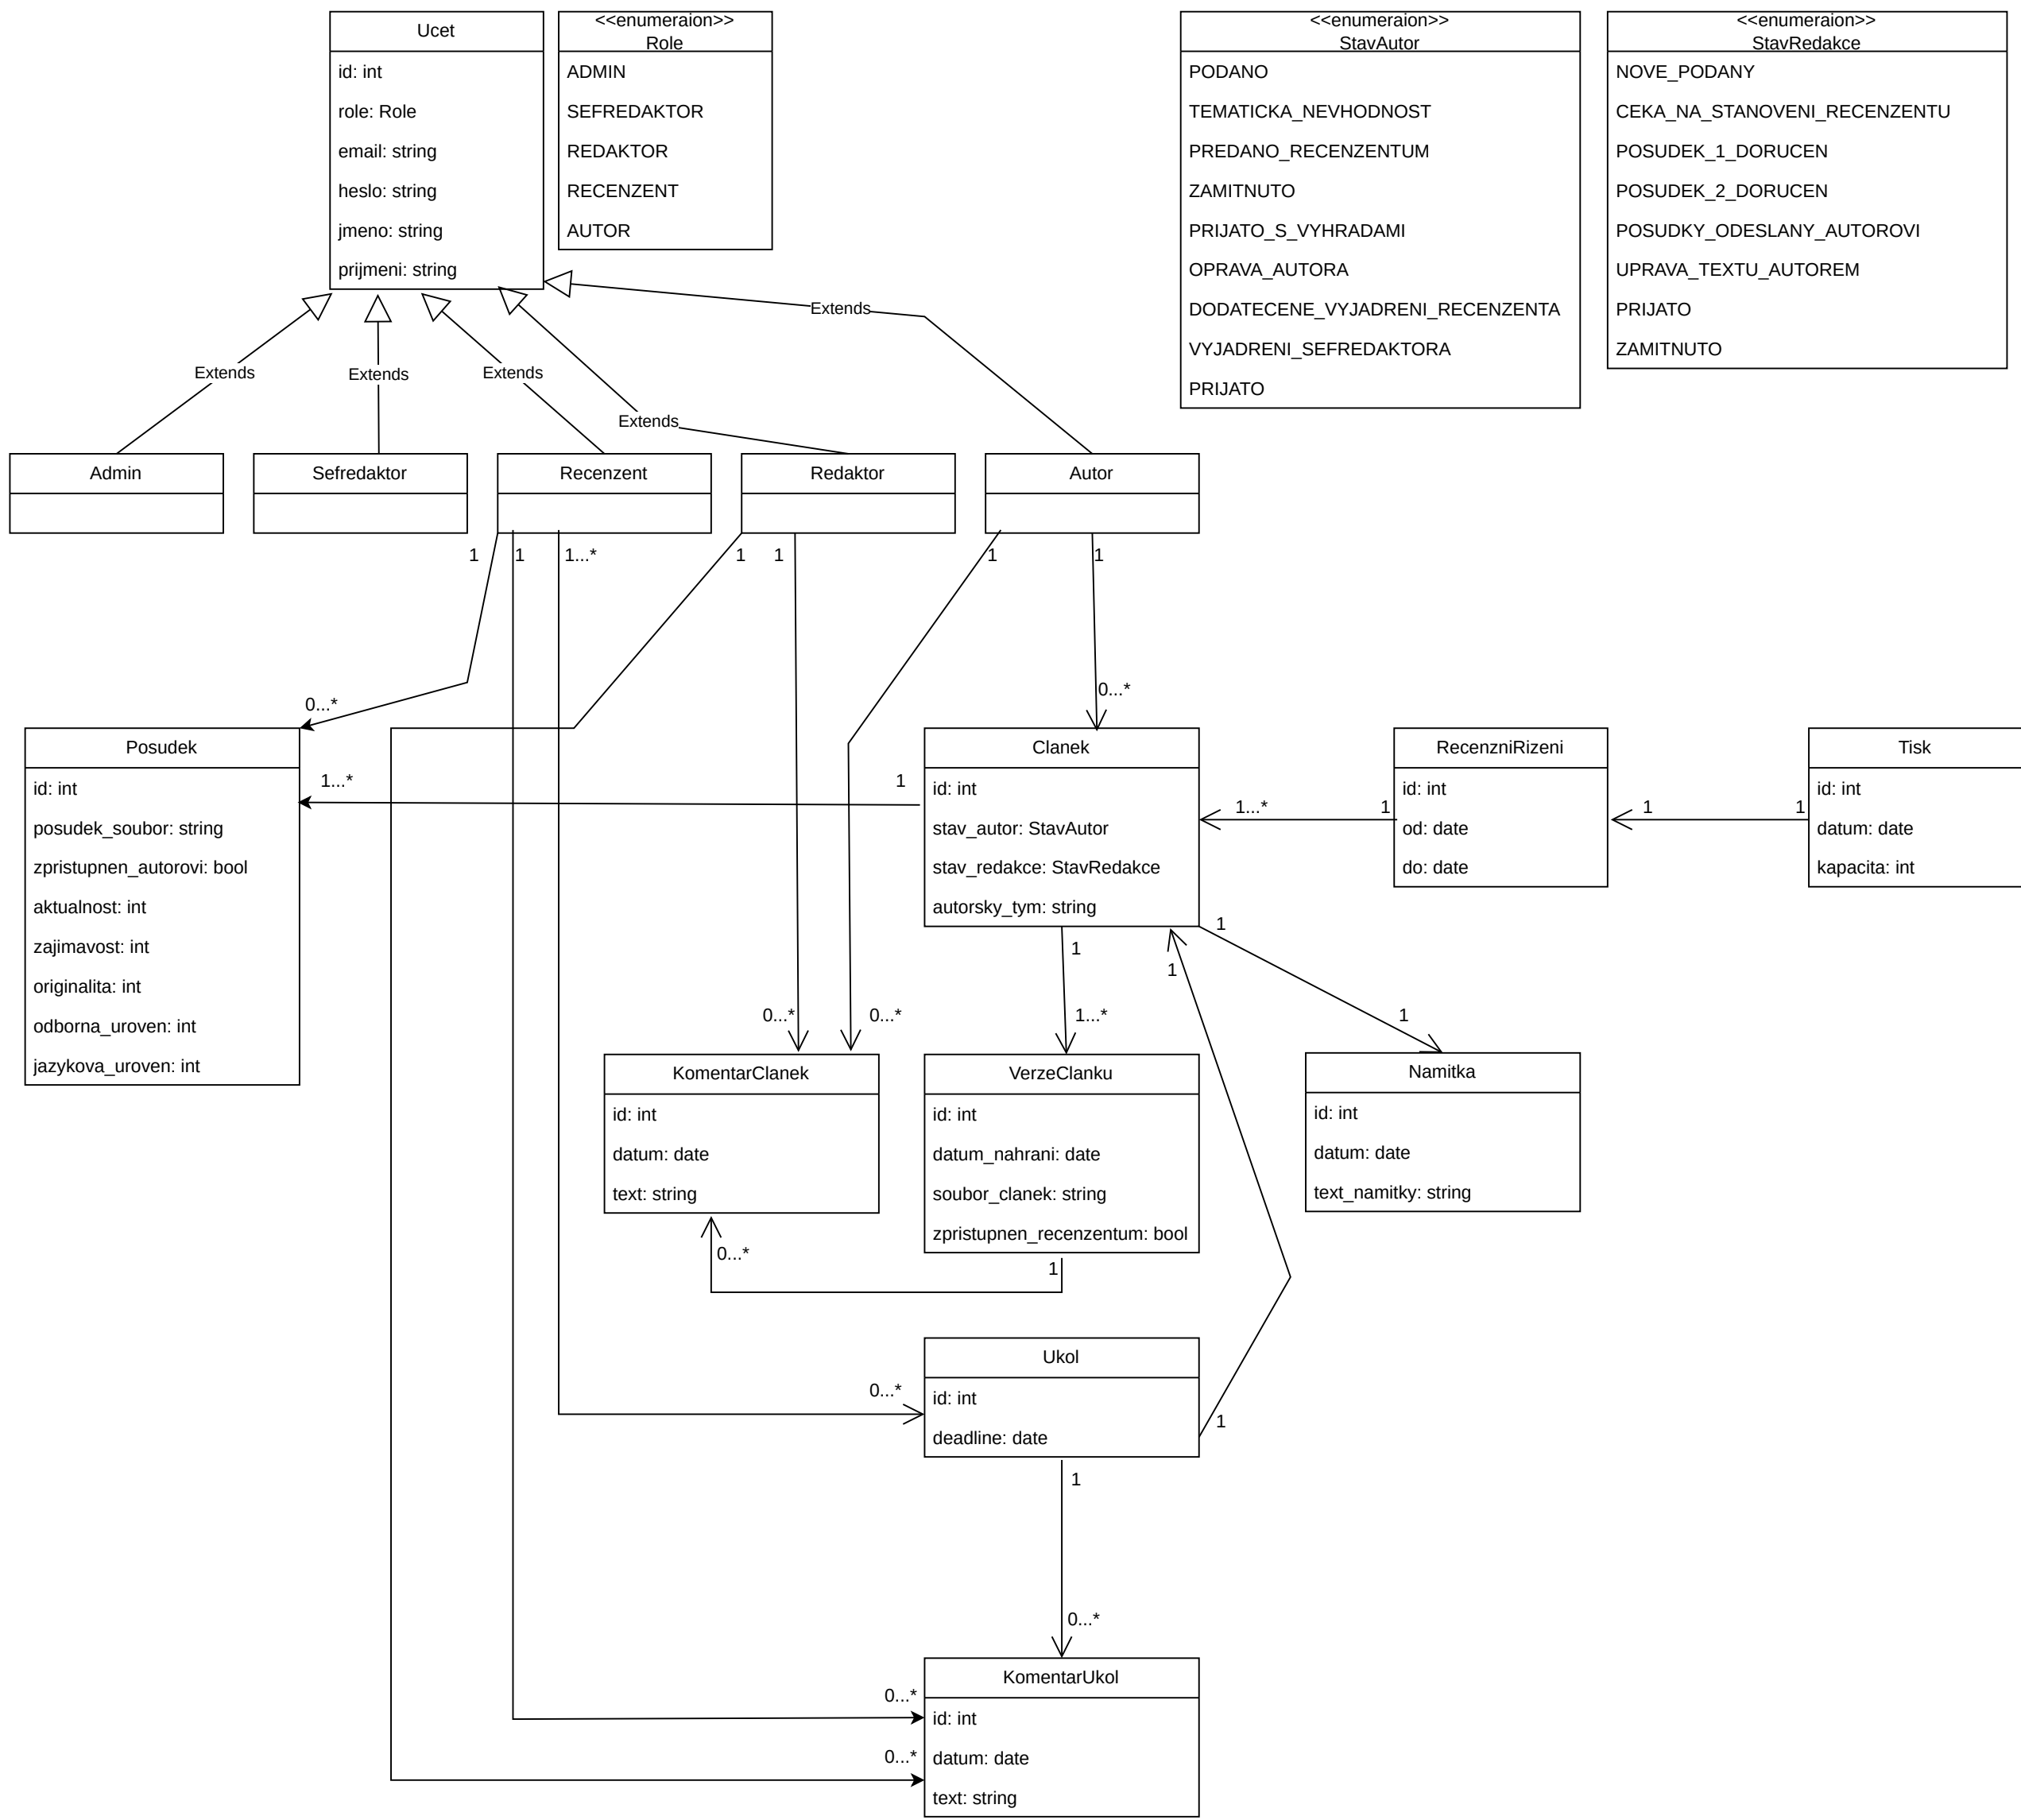 Ucet
id: int
role: Role
email: string
heslo: string
jmeno: string
prijmeni: string
<<enumeraion>>
Role
ADMIN
SEFREDAKTOR
REDAKTOR
RECENZENT
AUTOR
<<enumeraion>>
StavAutor
PODANO
TEMATICKA_NEVHODNOST
PREDANO_RECENZENTUM
ZAMITNUTO
PRIJATO_S_VYHRADAMI
OPRAVA_AUTORA
DODATECENE_VYJADRENI_RECENZENTA
VYJADRENI_SEFREDAKTORA
PRIJATO
<<enumeraion>>
StavRedakce
NOVE_PODANY
CEKA_NA_STANOVENI_RECENZENTU
POSUDEK_1_DORUCEN
POSUDEK_2_DORUCEN
POSUDKY_ODESLANY_AUTOROVI
UPRAVA_TEXTU_AUTOREM
PRIJATO
ZAMITNUTO
Extends
Extends
Extends
Extends
Extends
Admin
Sefredaktor
Recenzent
Redaktor
Autor
1
1
1...*
1
1
1
1
0...*
0...*
Posudek
id: int
posudek_soubor: string
zpristupnen_autorovi: bool
aktualnost: int
zajimavost: int
originalita: int
odborna_uroven: int
jazykova_uroven: int
1...*
1
Clanek
id: int
stav_autor: StavAutor
stav_redakce: StavRedakce
autorsky_tym: string
1...*
1
RecenzniRizeni
id: int
od: date
do: date
1
1
Tisk
id: int
datum: date
kapacita: int
1
1
1
0...*
0...*
1...*
1
KomentarClanek
id: int
datum: date
text: string
VerzeClanku
id: int
datum_nahrani: date
soubor_clanek: string
zpristupnen_recenzentum: bool
Namitka
id: int
datum: date
text_namitky: string
0...*
1
Ukol
id: int
deadline: date
0...*
1
1
0...*
KomentarUkol
id: int
datum: date
text: string
0...*
0...*